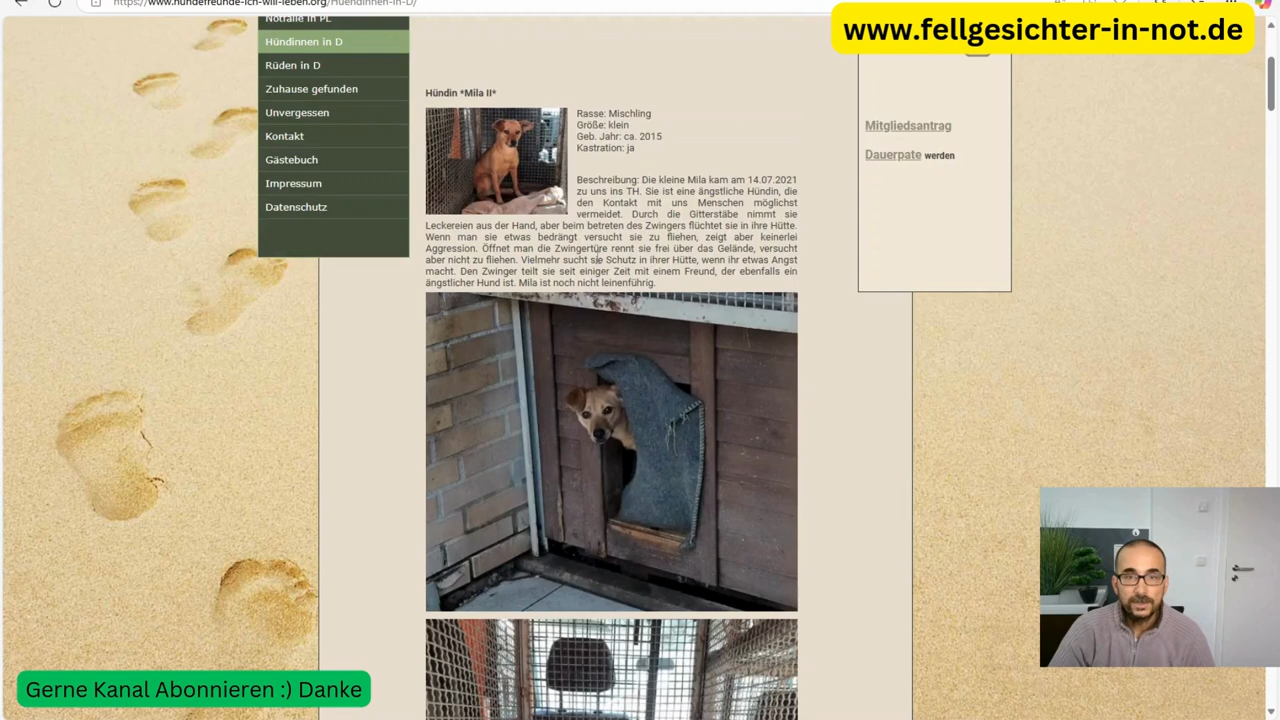 https://www.hundefreunde-ich-will-leben.org/Huendinnen-in-D/
www.fellgesichter-in-not.de
Notfälle in PL
Hündinnen in D
Rüden in D
Zuhause gefunden
Unvergessen
Kontakt
Gästebuch
Impressum
Datenschutz
Hündin *Mila II*
Rasse: Mischling
Größe: klein
Geb. Jahr: ca. 2015
Kastration: ja
Beschreibung: Die kleine Mila kam am 14.07.2021
zu uns ins TH. Sie ist eine ängstliche Hündin, die
den Kontakt mit uns Menschen möglichst
vermeidet. Durch die Gitterstäbe nimmt sie
Leckereien aus der Hand, aber beim betreten des Zwingers flüchtet sie in ihre Hütte.
Wenn man sie etwas bedrängt versucht sie zu fliehen, zeigt aber keinerlei
Aggression. Öffnet man die Zwingertüre rennt sie frei über das Gelände, versucht
aber nicht zu fliehen. Vielmehr sucht sie Schutz in ihrer Hütte, wenn ihr etwas Angst
macht. Den Zwinger teilt sie seit einiger Zeit mit einem Freund, der ebenfalls ein
ängstlicher Hund ist. Mila ist noch nicht leinenführig.
Mitgliedsantrag
Dauerpate werden
Gerne Kanal Abonnieren :) Danke